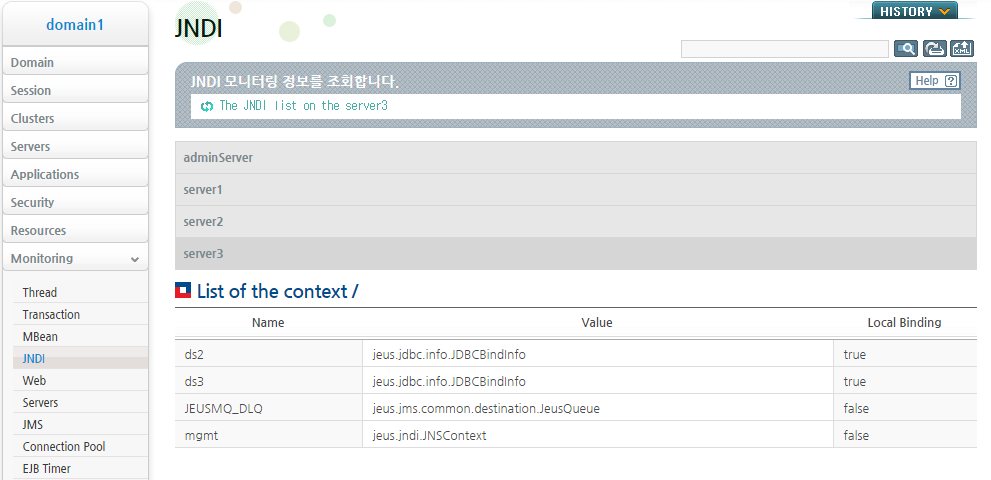 domain1
Domain
Session
Clusters
Servers
Applications
Security
Resources
Monitoring
Thread
Transaction
MBean
JNDI
Web
Servers
JMS
Connection Pool
EJB Timer
HISTORY
JNDI
XML
JNDI 모니터링 정보를 조회합니다.
Help ?
The JNDI list on the server3
adminServer
server1
server2
server3
List of the context /
Name Value Local Binding
ds2 jeus.jdbc.info.JDBCBindInfo true
ds3 jeus.jdbc.info.JDBCBindInfo true
JEUSMQ_DLQ jeus.jms.common.destination.JeusQueue false
mgmt jeus.jndi.JNSContext false